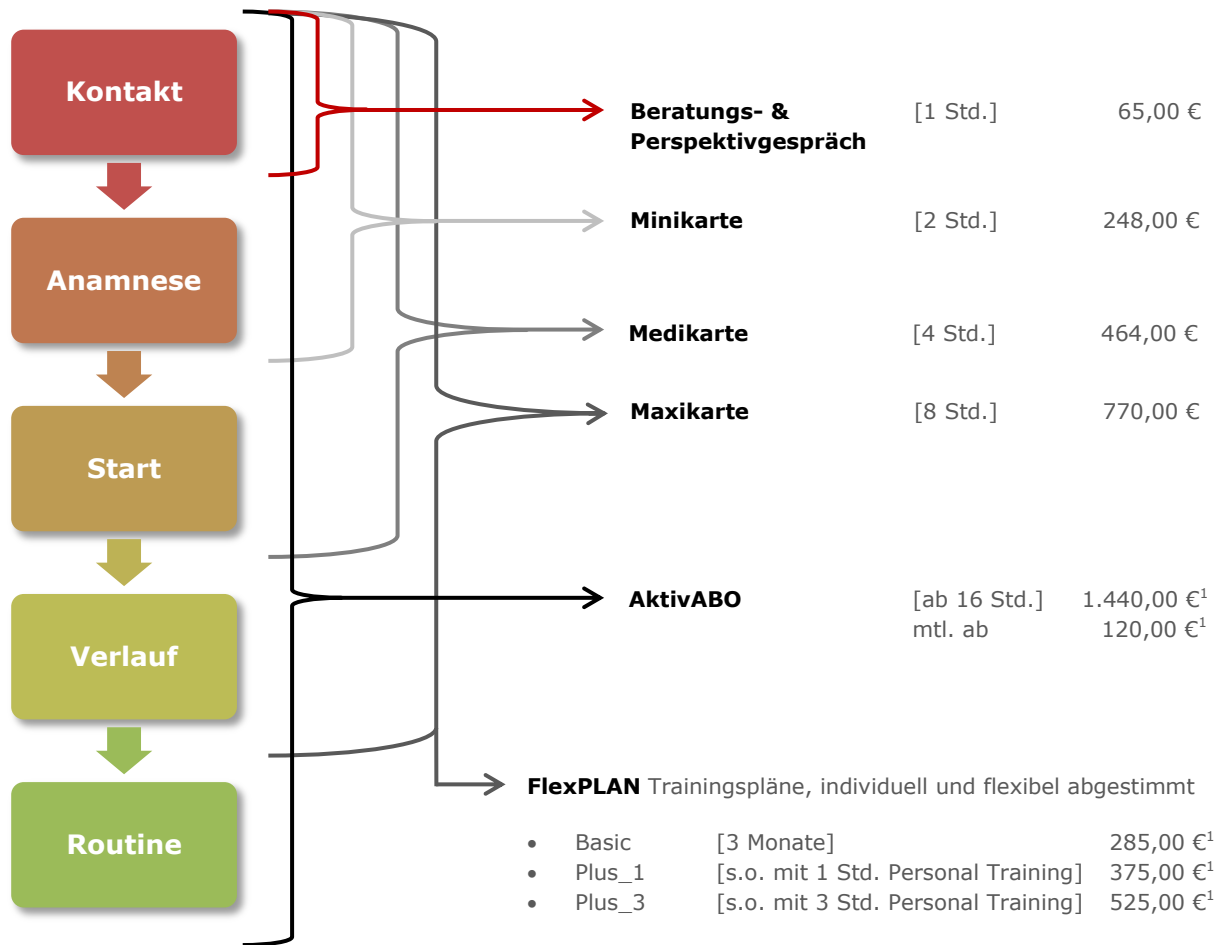 Kontakt
Anamnese
Start
Verlauf
Routine
Beratungs- & [1 Std.] 65,00 €
Perspektivgespräch
Minikarte [2 Std.] 248,00 €
Medikarte [4 Std.] 464,00 €
Maxikarte [8 Std.] 770,00 €
AktivABO [ab 16 Std.] 1.440,00 €¹
mtl. ab 120,00 €¹
FlexPLAN Trainingspläne, individuell und flexibel abgestimmt
• Basic [3 Monate] 285,00 €¹
• Plus_1 [s.o. mit 1 Std. Personal Training] 375,00 €¹
• Plus_3 [s.o. mit 3 Std. Personal Training] 525,00 €¹